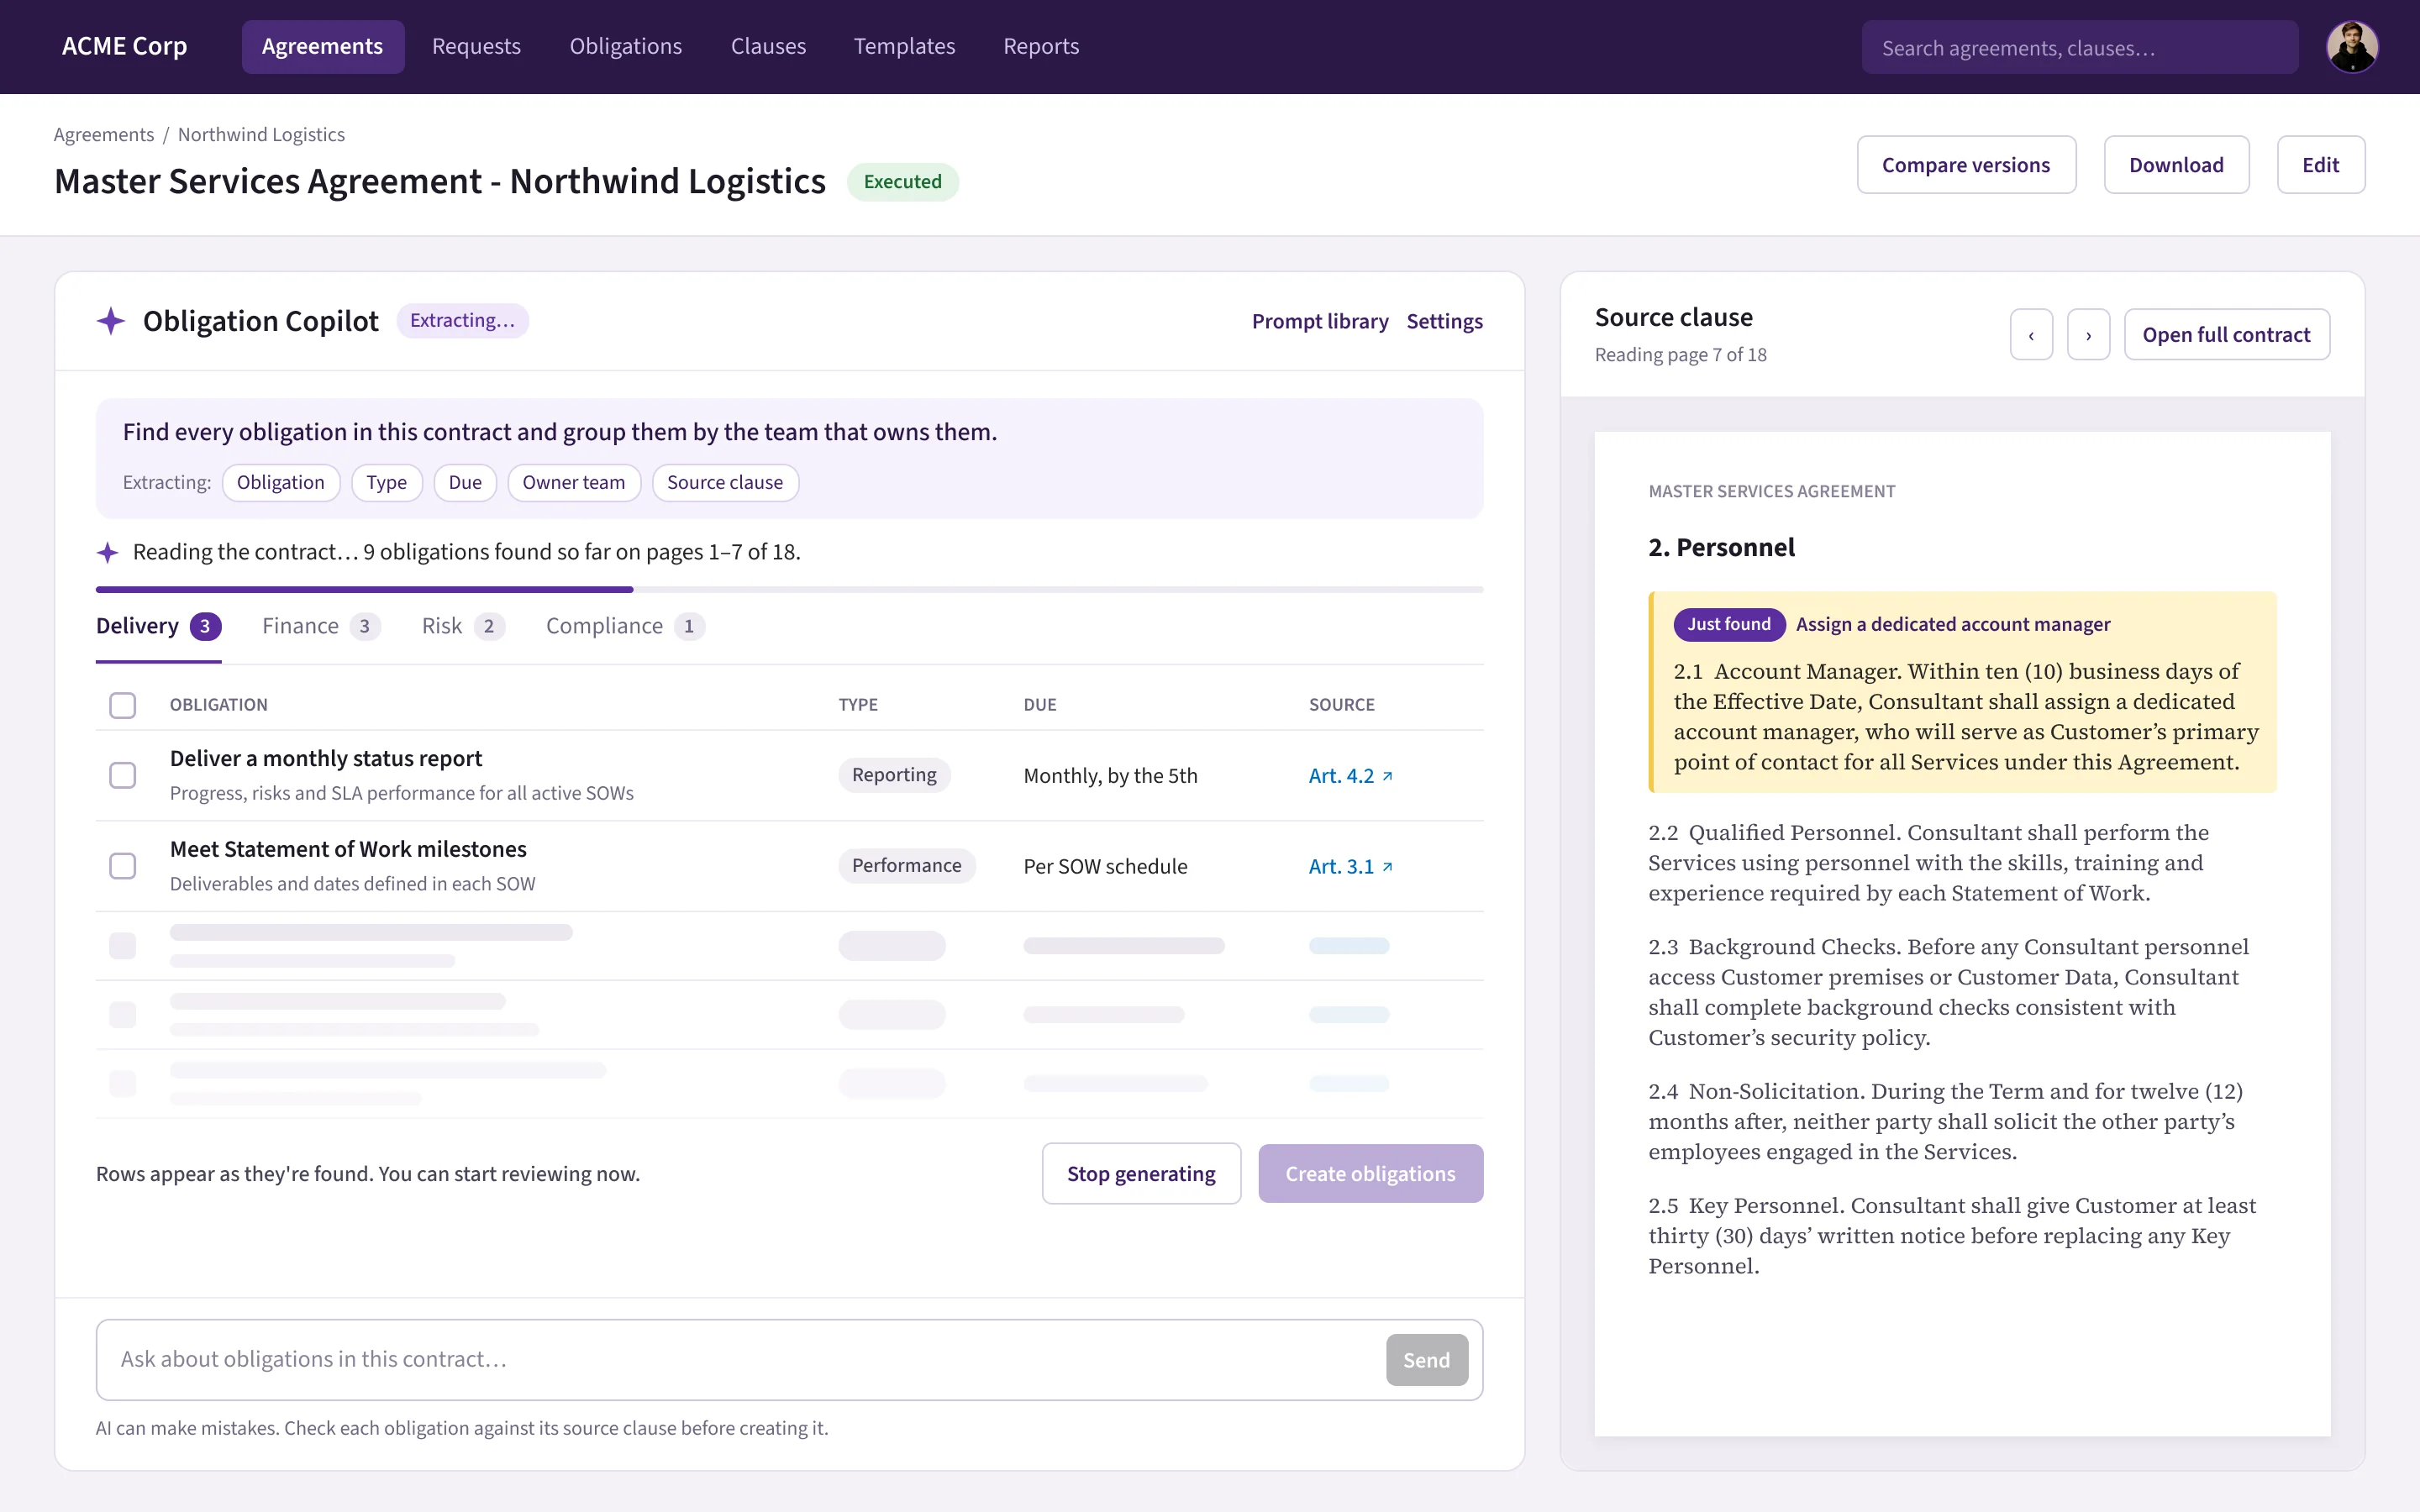 ACME Corp
Agreements
Requests
Obligations
Clauses
Templates
Reports
Search agreements, clauses…
Agreements / Northwind Logistics
Master Services Agreement - Northwind Logistics
Executed
Compare versions
Download
Edit
Obligation Copilot
Extracting…
Prompt library
Settings
Find every obligation in this contract and group them by the team that owns them.
Extracting: Obligation Type Due Owner team Source clause
Reading the contract… 9 obligations found so far on pages 1–7 of 18.
Delivery 3
Finance 3
Risk 2
Compliance 1
OBLIGATION TYPE DUE SOURCE
Deliver a monthly status report
Progress, risks and SLA performance for all active SOWs
Reporting
Monthly, by the 5th
Art. 4.2 ↗
Meet Statement of Work milestones
Deliverables and dates defined in each SOW
Performance
Per SOW schedule
Art. 3.1 ↗
Rows appear as they're found. You can start reviewing now.
Stop generating
Create obligations
Ask about obligations in this contract…
Send
AI can make mistakes. Check each obligation against its source clause before creating it.
Source clause
Reading page 7 of 18
‹
›
Open full contract
MASTER SERVICES AGREEMENT
2. Personnel
Just found Assign a dedicated account manager
2.1 Account Manager. Within ten (10) business days of
the Effective Date, Consultant shall assign a dedicated
account manager, who will serve as Customer’s primary
point of contact for all Services under this Agreement.
2.2 Qualified Personnel. Consultant shall perform the
Services using personnel with the skills, training and
experience required by each Statement of Work.
2.3 Background Checks. Before any Consultant personnel
access Customer premises or Customer Data, Consultant
shall complete background checks consistent with
Customer’s security policy.
2.4 Non-Solicitation. During the Term and for twelve (12)
months after, neither party shall solicit the other party’s
employees engaged in the Services.
2.5 Key Personnel. Consultant shall give Customer at least
thirty (30) days’ written notice before replacing any Key
Personnel.